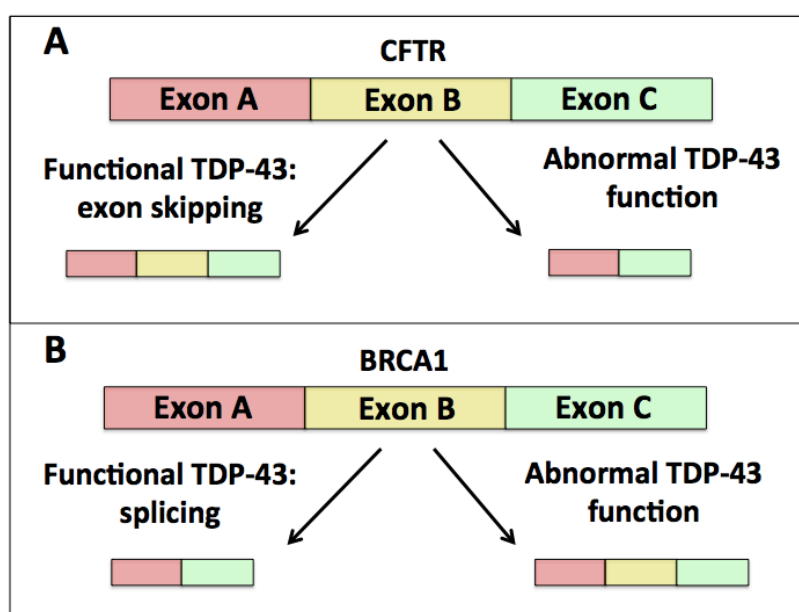 A
CFTR
Exon A Exon B Exon C
Functional TDP-43:
exon skipping
Abnormal TDP-43
function
B
BRCA1
Exon A Exon B Exon C
Functional TDP-43:
splicing
Abnormal TDP-43
function